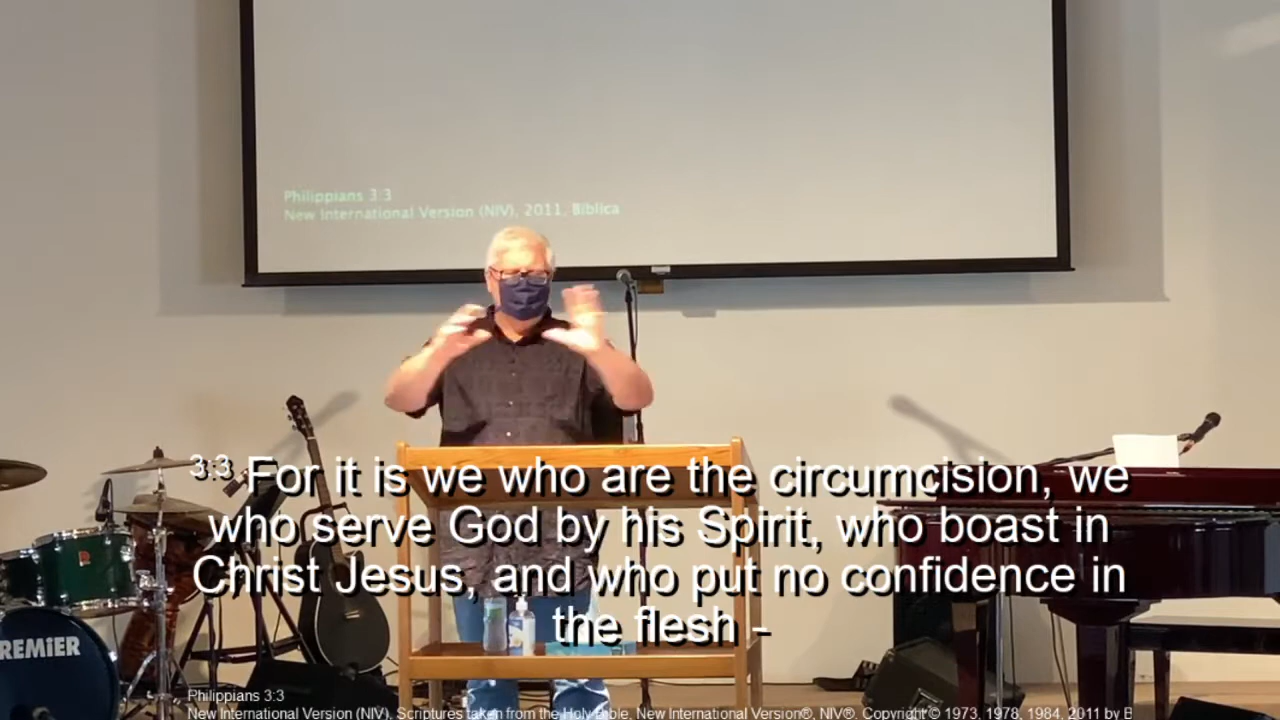 Philippians 3:3
New International Version (NIV), 2011, Biblica
3:3 For it is we who are the circumcision, we
who serve God by his Spirit, who boast in
Christ Jesus, and who put no confidence in
the flesh -
PREMiER
Philippians 3:3
New International Version (NIV), Scriptures taken from the Holy Bible, New International Version®, NIV®. Copyright © 1973, 1978, 1984, 2011 by B